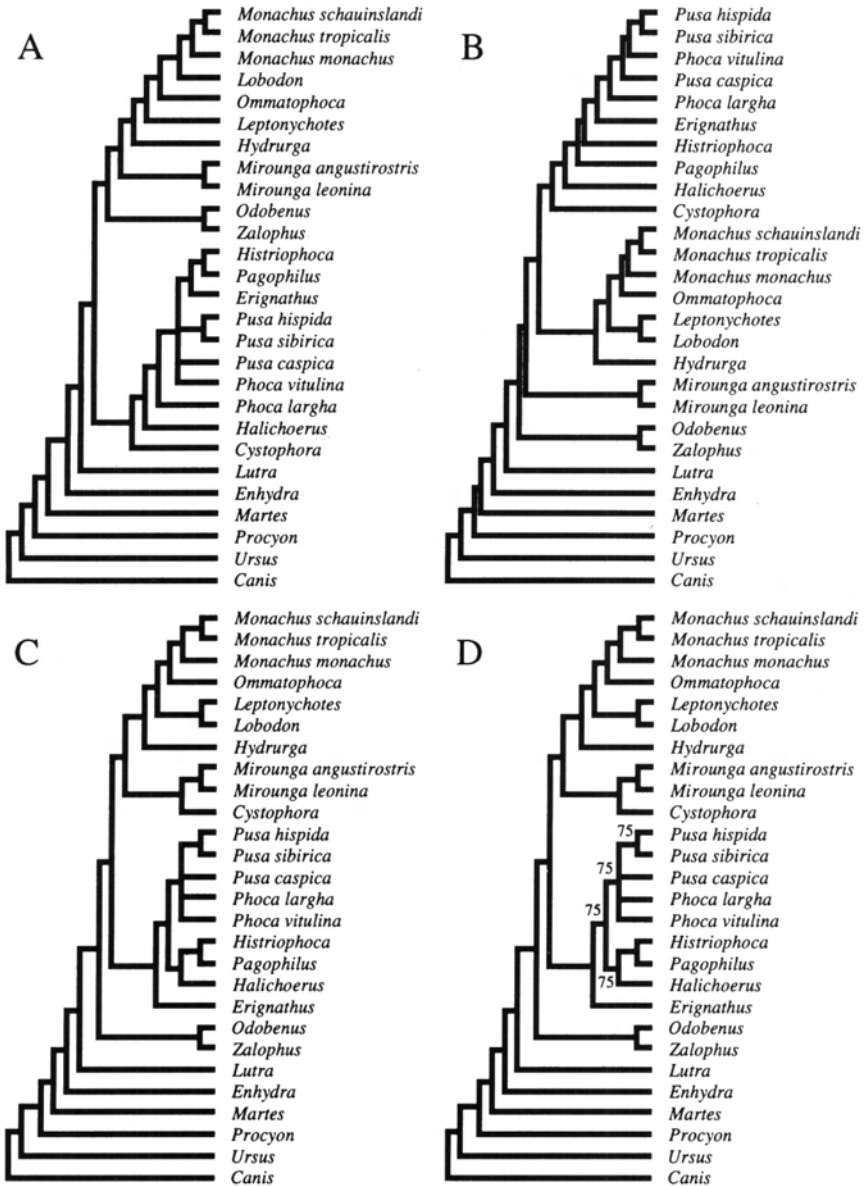 A
Monachus schauinslandi
Monachus tropicalis
Monachus monachus
Lobodon
Ommatophoca
Leptonychotes
Hydrurga
Mirounga angustirostris
Mirounga leonina
Odobenus
Zalophus
Histriophoca
Pagophilus
Erignathus
Pusa hispida
Pusa sibirica
Pusa caspica
Phoca vitulina
Phoca largha
Halichoerus
Cystophora
Lutra
Enhydra
Martes
Procyon
Ursus
Canis
B
Pusa hispida
Pusa sibirica
Phoca vitulina
Pusa caspica
Phoca largha
Erignathus
Histriophoca
Pagophilus
Halichoerus
Cystophora
Monachus schauinslandi
Monachus tropicalis
Monachus monachus
Ommatophoca
Leptonychotes
Lobodon
Hydrurga
Mirounga angustirostris
Mirounga leonina
Odobenus
Zalophus
Lutra
Enhydra
Martes
Procyon
Ursus
Canis
C
Monachus schauinslandi
Monachus tropicalis
Monachus monachus
Ommatophoca
Leptonychotes
Lobodon
Hydrurga
Mirounga angustirostris
Mirounga leonina
Cystophora
Pusa hispida
Pusa sibirica
Pusa caspica
Phoca largha
Phoca vitulina
Histriophoca
Pagophilus
Halichoerus
Erignathus
Odobenus
Zalophus
Lutra
Enhydra
Martes
Procyon
Ursus
Canis
D
Monachus schauinslandi
Monachus tropicalis
Monachus monachus
Ommatophoca
Leptonychotes
Lobodon
Hydrurga
Mirounga angustirostris
Mirounga leonina
Cystophora
75 Pusa hispida
Pusa sibirica
75
Pusa caspica
Phoca largha
75
Phoca vitulina
Histriophoca
Pagophilus
75
Halichoerus
Erignathus
Odobenus
Zalophus
Lutra
Enhydra
Martes
Procyon
Ursus
Canis